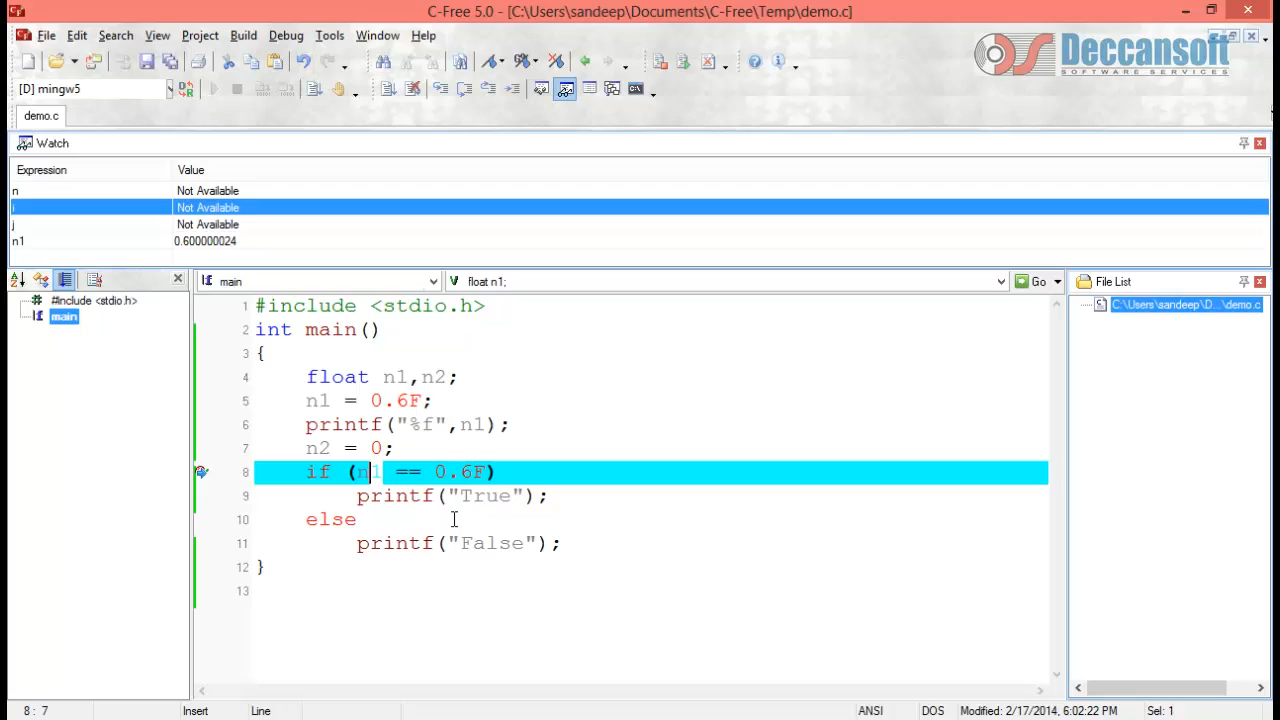 C-Free 5.0 - [C:\Users\sandeep\Documents\C-Free\Temp\demo.c]
File Edit Search View Project Build Debug Tools Window Help
Deccansoft
SOFTWARE SERVICES
[D] mingw5
demo.c
Watch
Expression Value
n Not Available
i Not Available
j Not Available
n1 0.600000024
main float n1; Go File List
#include <stdio.h>
main
C:\Users\sandeep\D...\demo.c
1 #include <stdio.h>
2 int main()
3 {
4 float n1,n2;
5 n1 = 0.6F;
6 printf("%f",n1);
7 n2 = 0;
8 if (n1 == 0.6F)
9 printf("True");
10 else
11 printf("False");
12 }
13
8 : 7 Insert Line ANSI DOS Modified: 2/17/2014, 6:02:22 PM Sel: 1